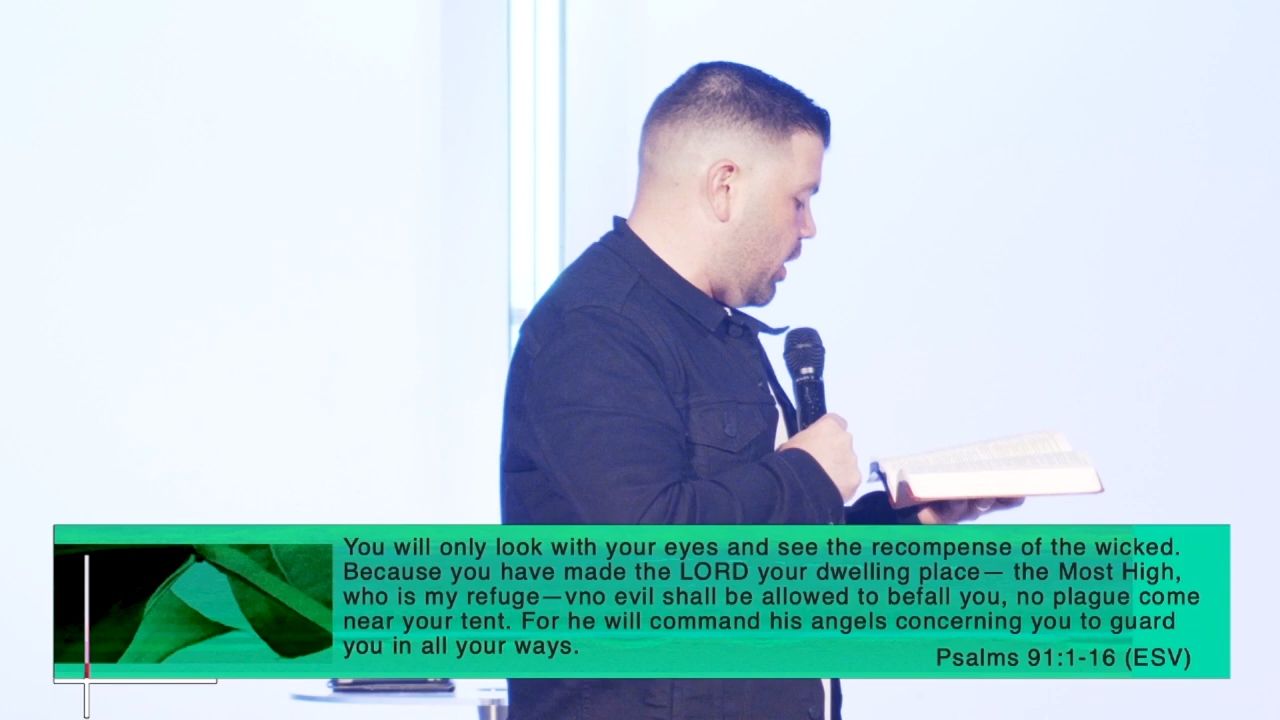 You will only look with your eyes and see the recompense of the wicked.
Because you have made the LORD your dwelling place— the Most High,
who is my refuge—vno evil shall be allowed to befall you, no plague come
near your tent. For he will command his angels concerning you to guard
you in all your ways.
Psalms 91:1-16 (ESV)